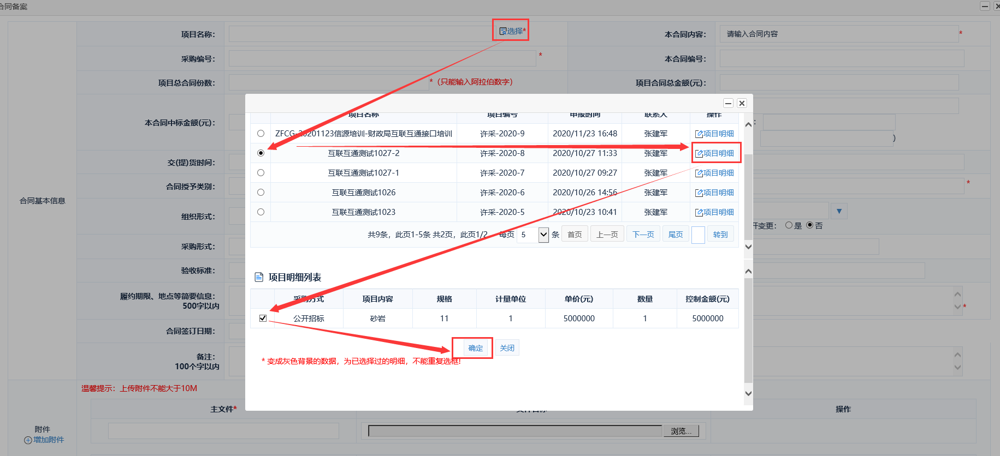 合同备案
项目名称：
选择*
本合同内容：
请输入合同内容
*
采购编号：
*
本合同编号：
项目总合同份数：
*（只能输入阿拉伯数字）
项目合同总金额(元)：
本合同中标金额(元)：
：
)
交(提)货时间：
合同授予类别：
*
合同基本信息
组织形式：
▼
变更：
是
否
采购形式：
验收标准：
履约期限、地点等简要信息：
500字以内
*
合同签订日期：
备注：
100个字以内
项目名称 项目编号 申报时间 联系人 操作
ZFCG-20201123信源培训-财政局互联互通接口培训 许采-2020-9 2020/11/23 16:48 张建军 项目明细
互联互通测试1027-2 许采-2020-8 2020/10/27 11:33 张建军 项目明细
互联互通测试1027-1 许采-2020-7 2020/10/27 09:27 张建军 项目明细
互联互通测试1026 许采-2020-6 2020/10/26 14:56 张建军 项目明细
互联互通测试1023 许采-2020-5 2020/10/23 10:41 张建军 项目明细
共9条，此页1-5条 共2页，此页1/2 每页 5 条 首页 上一页 下一页 尾页 转到
项目明细列表
采购方式 项目内容 规格 计量单位 单价(元) 数量 控制金额(元)
公开招标 砂岩 11 1 5000000 1 5000000
确定 关闭
* 变成灰色背景的数据，为已选择过的明细，不能重复选框!
温馨提示：上传附件不能大于10M
主文件* 操作
附件
增加附件
浏览...